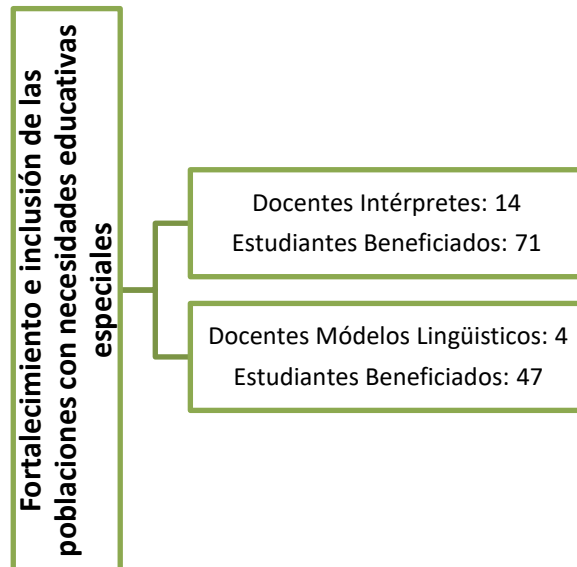 Fortalecimiento e inclusión de las
poblaciones con necesidades educativas
especiales
Docentes Intérpretes: 14
Estudiantes Beneficiados: 71
Docentes Módelos Lingüisticos: 4
Estudiantes Beneficiados: 47